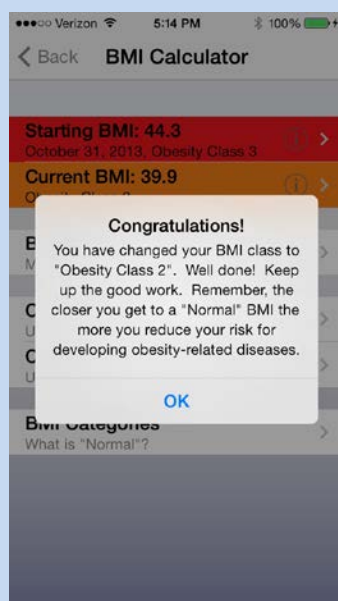 Verizon 5:14 PM 100%
Back BMI Calculator
Starting BMI: 44.3
October 31, 2013, Obesity Class 3
Current BMI: 39.9
Congratulations!
You have changed your BMI class to
"Obesity Class 2". Well done! Keep
up the good work. Remember, the
closer you get to a "Normal" BMI the
more you reduce your risk for
developing obesity-related diseases.
OK
BMI Categories
What is "Normal"?